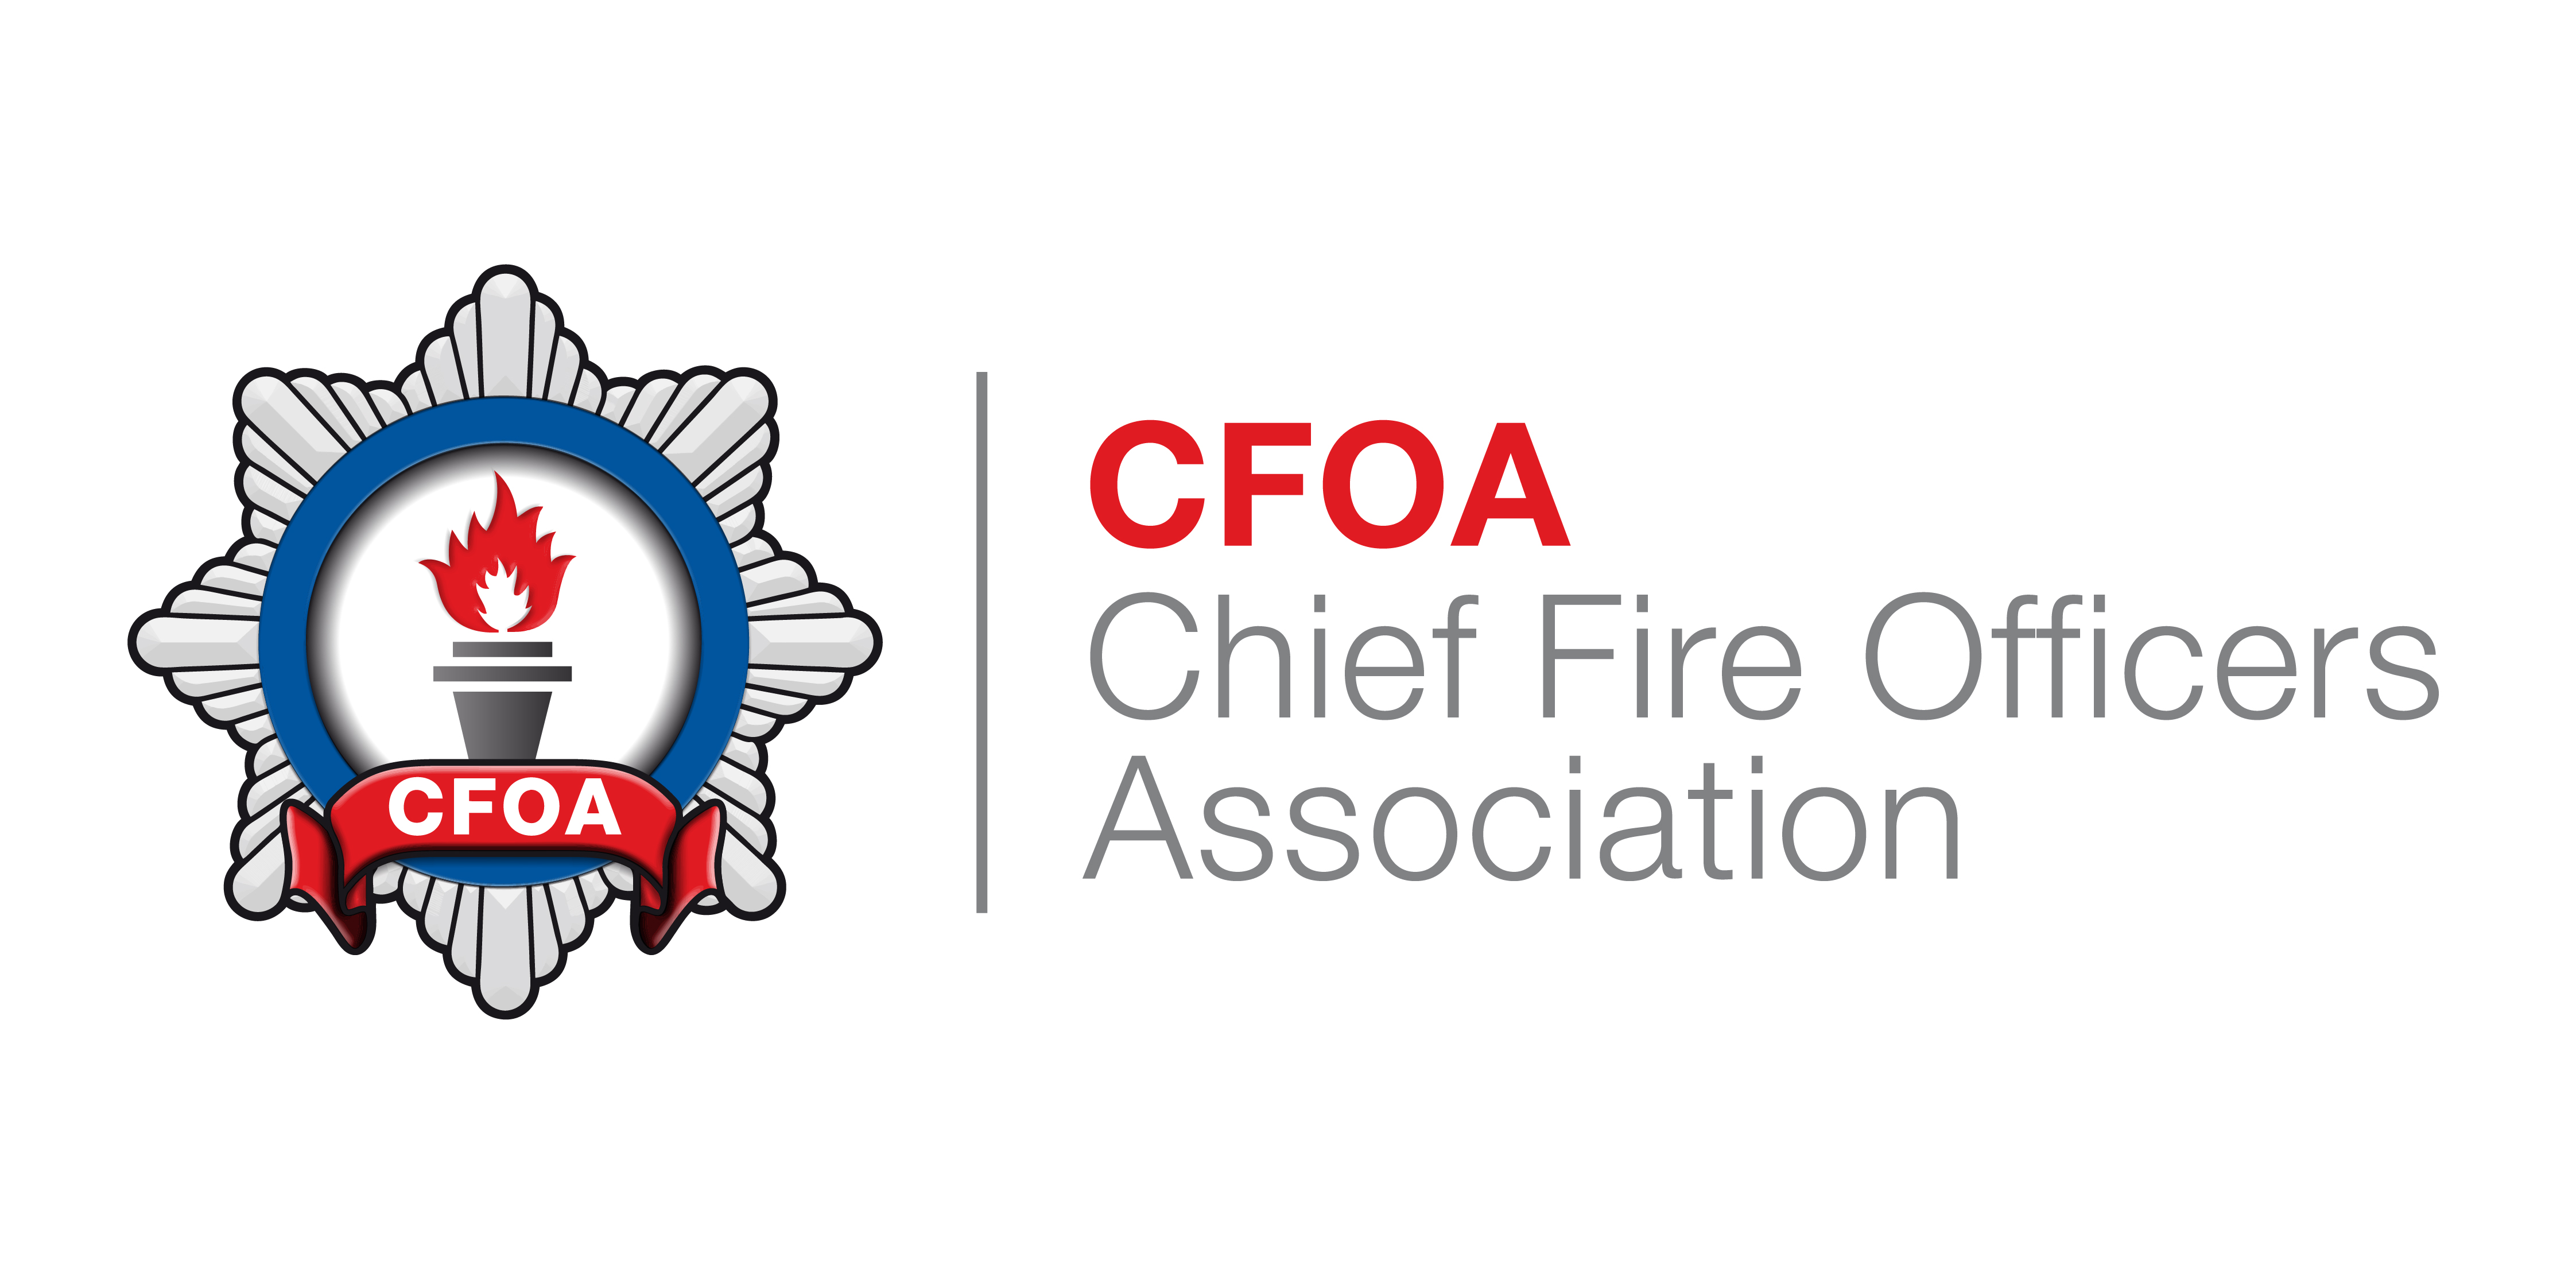 CFOA
CFOA
Chief Fire Officers
Association